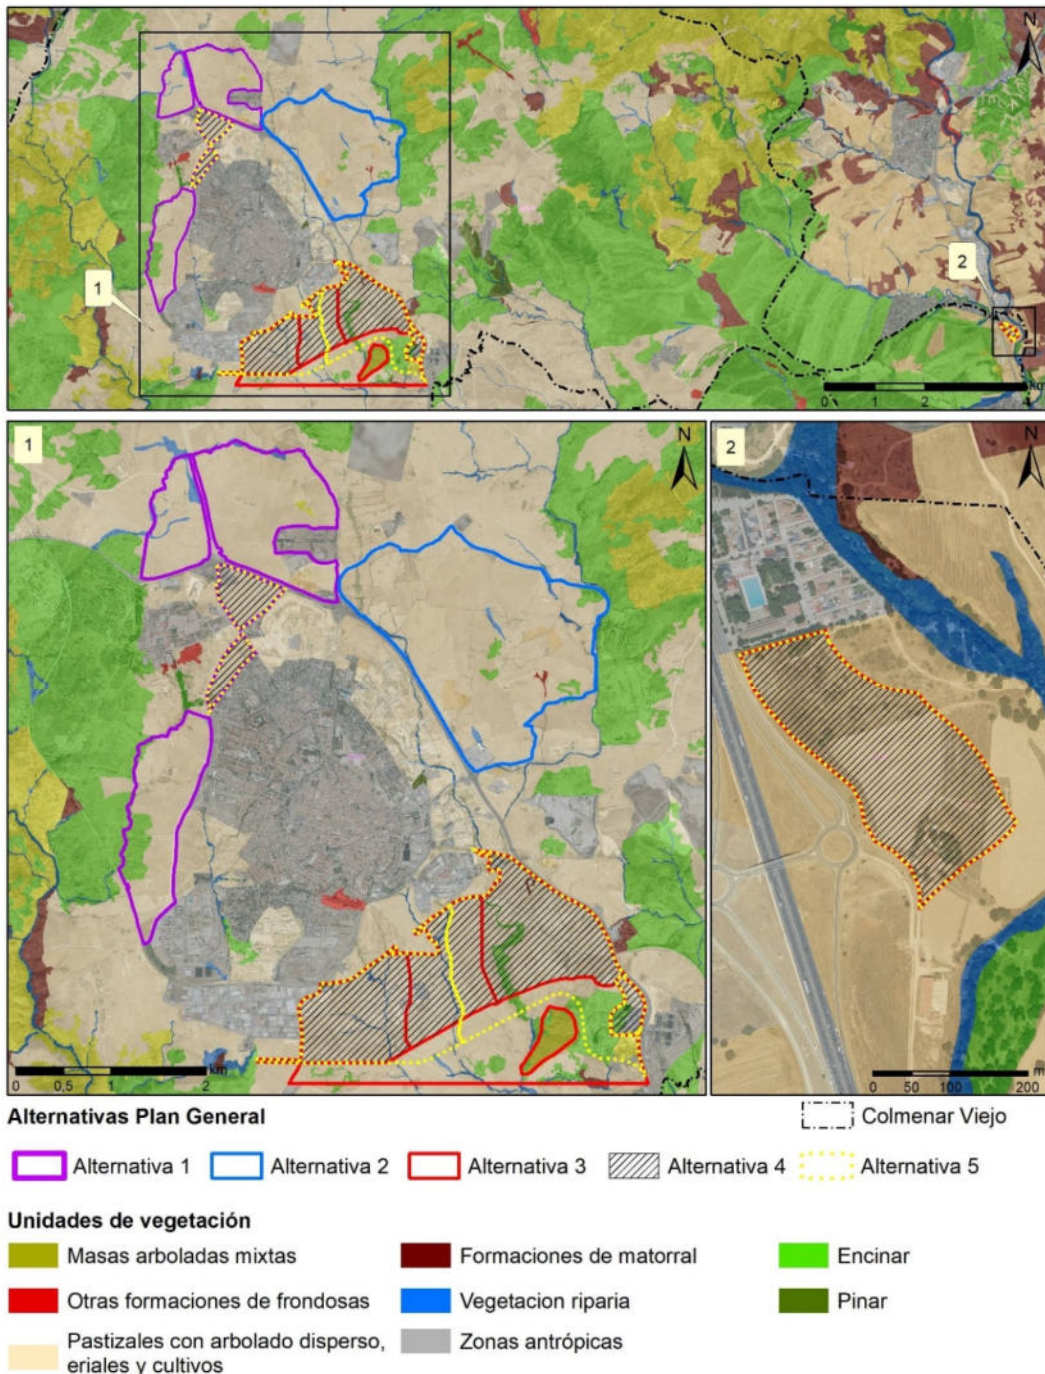 N
1
2
0 1 2 4
km
1
N
2
N
0 0,5 1 2
km
0 50 100 200
m
Alternativas Plan General
Colmenar Viejo
Alternativa 1
Alternativa 2
Alternativa 3
Alternativa 4
Alternativa 5
Unidades de vegetación
Masas arboladas mixtas
Formaciones de matorral
Encinar
Otras formaciones de frondosas
Vegetacion riparia
Pinar
Pastizales con arbolado disperso,
eriales y cultivos
Zonas antrópicas